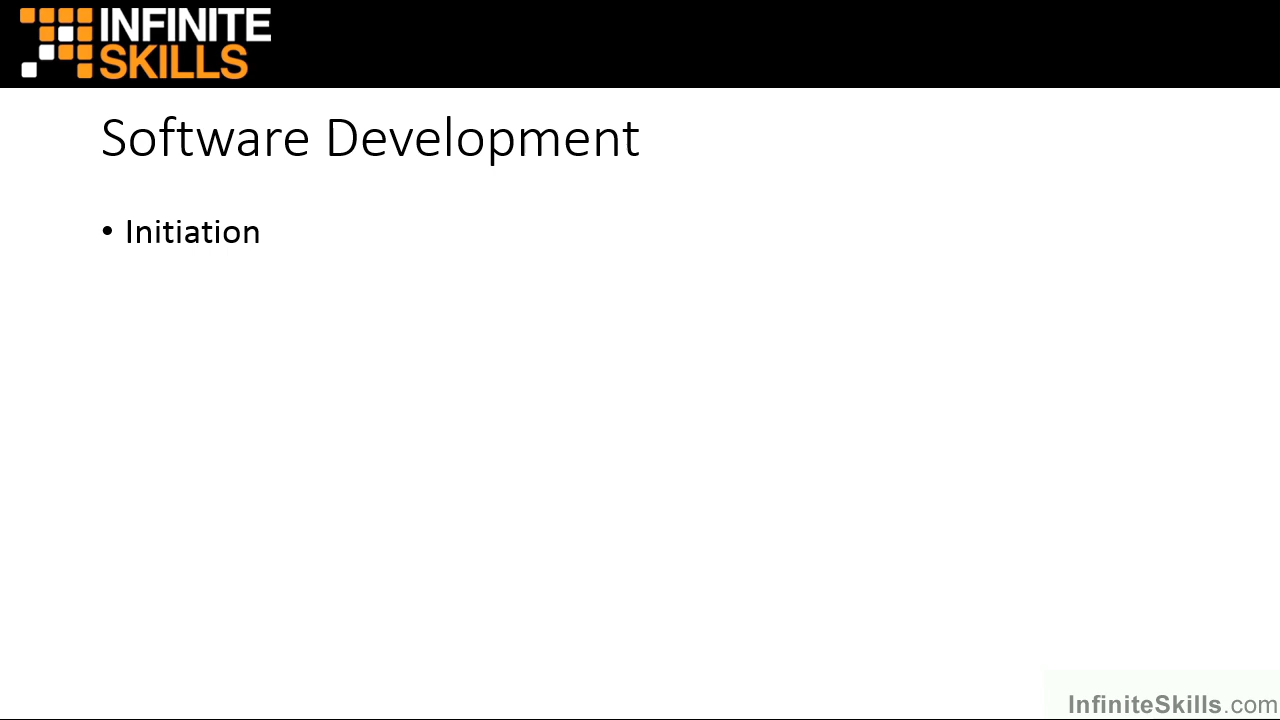 INFINITE
SKILLS
Software Development
• Initiation
InfiniteSkills.com